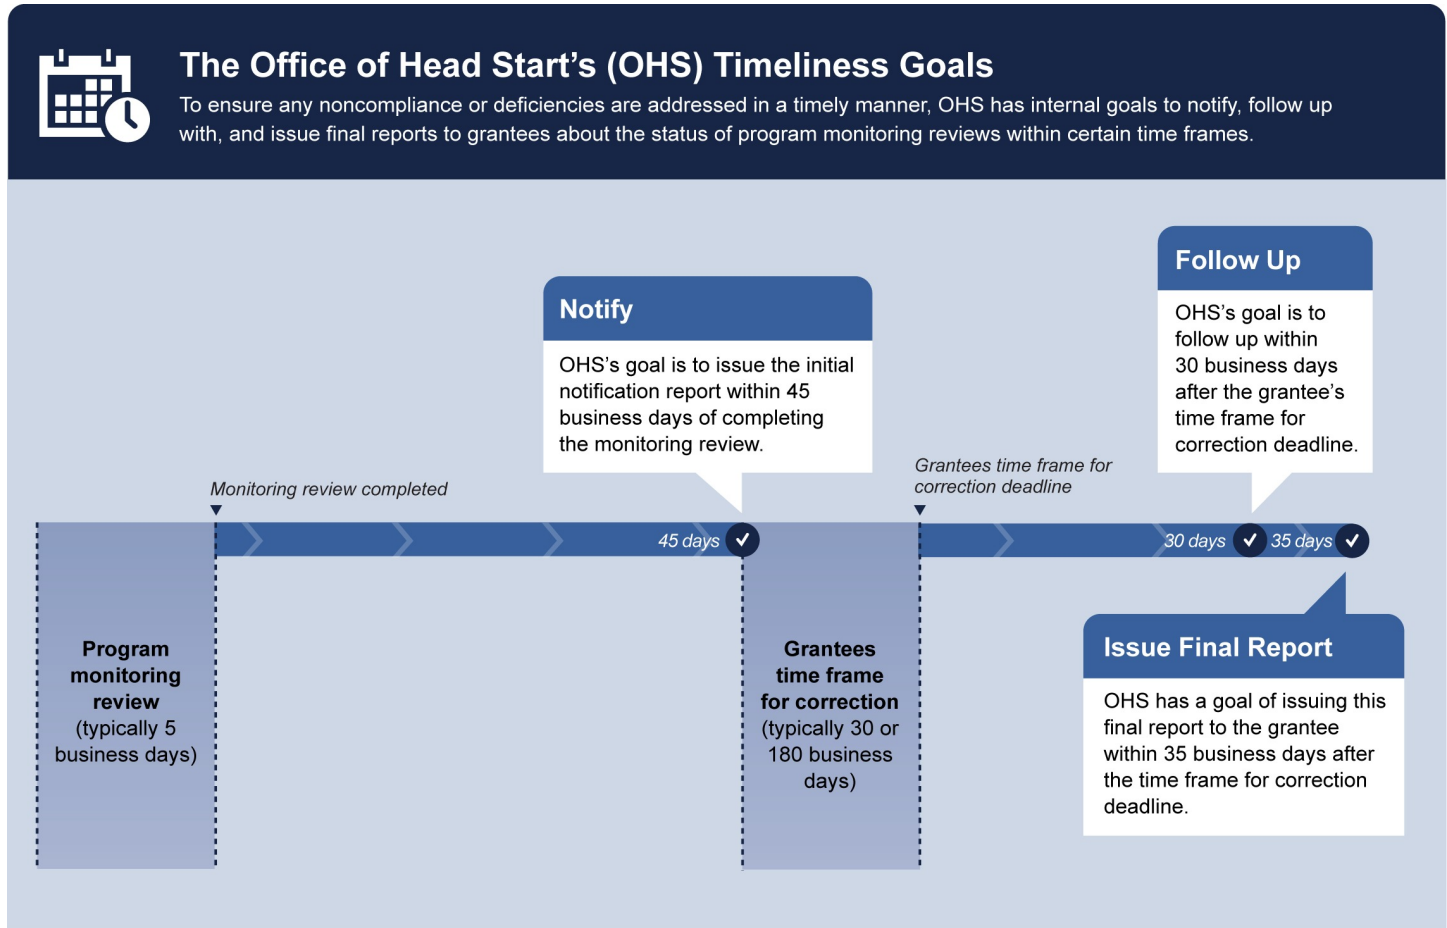 The Office of Head Start’s (OHS) Timeliness Goals
To ensure any noncompliance or deficiencies are addressed in a timely manner, OHS has internal goals to notify, follow up
with, and issue final reports to grantees about the status of program monitoring reviews within certain time frames.
Follow Up
OHS’s goal is to
follow up within
30 business days
after the grantee’s
time frame for
correction deadline.
Notify
OHS’s goal is to issue the initial
notification report within 45
business days of completing
the monitoring review.
Monitoring review completed
Grantees time frame for
correction deadline
45 days
30 days
35 days
Program
monitoring
review
(typically 5
business days)
Grantees
time frame
for correction
(typically 30 or
180 business
days)
Issue Final Report
OHS has a goal of issuing this
final report to the grantee
within 35 business days after
the time frame for correction
deadline.